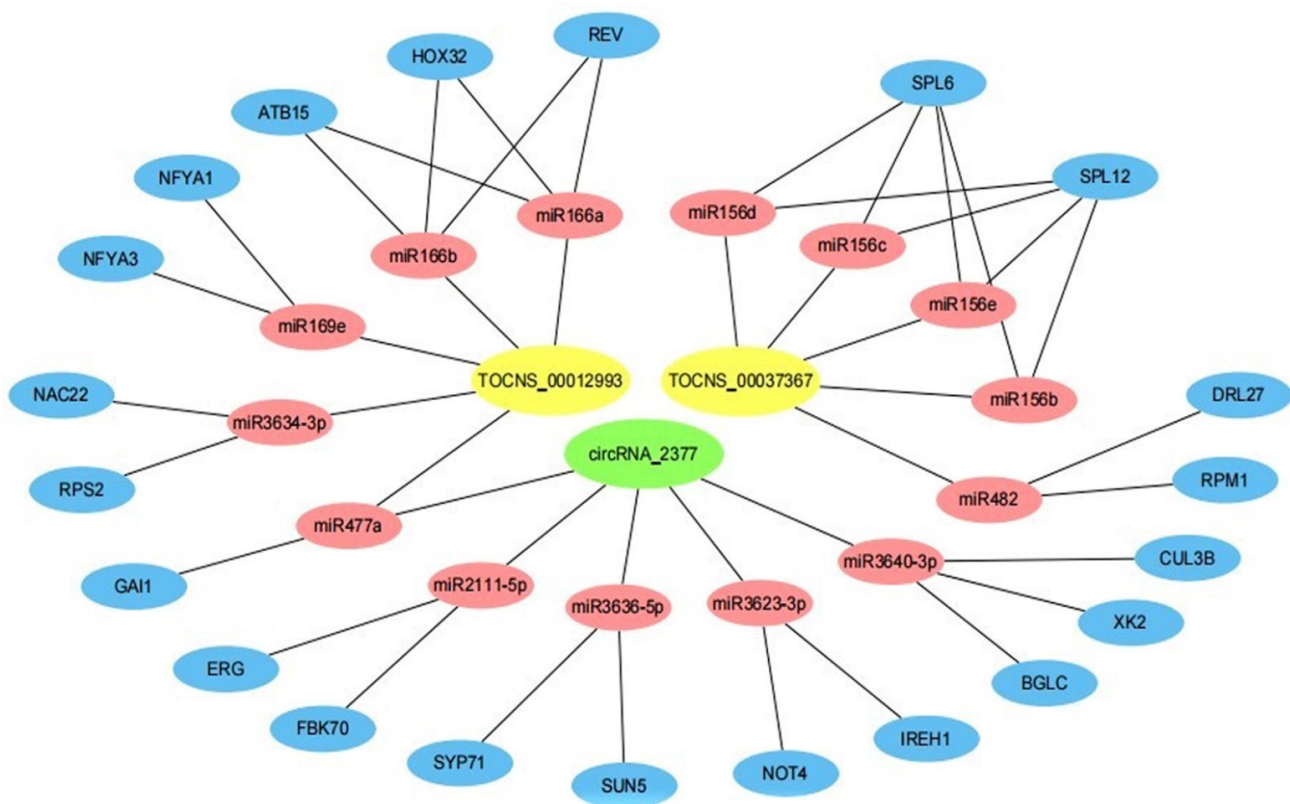 REV
HOX32
SPL6
ATB15
NFYA1
SPL12
miR166a
miR156d
miR166b
miR156c
NFYA3
miR156e
miR169e
TOCNS_00012993
TOCNS_00037367
NAC22
miR156b
DRL27
miR3634-3p
circRNA_2377
RPS2
miR482
RPM1
miR477a
miR3640-3p
CUL3B
GAI1
miR2111-5p
miR3636-5p
miR3623-3p
XK2
ERG
BGLC
FBK70
IREH1
SYP71
NOT4
SUN5